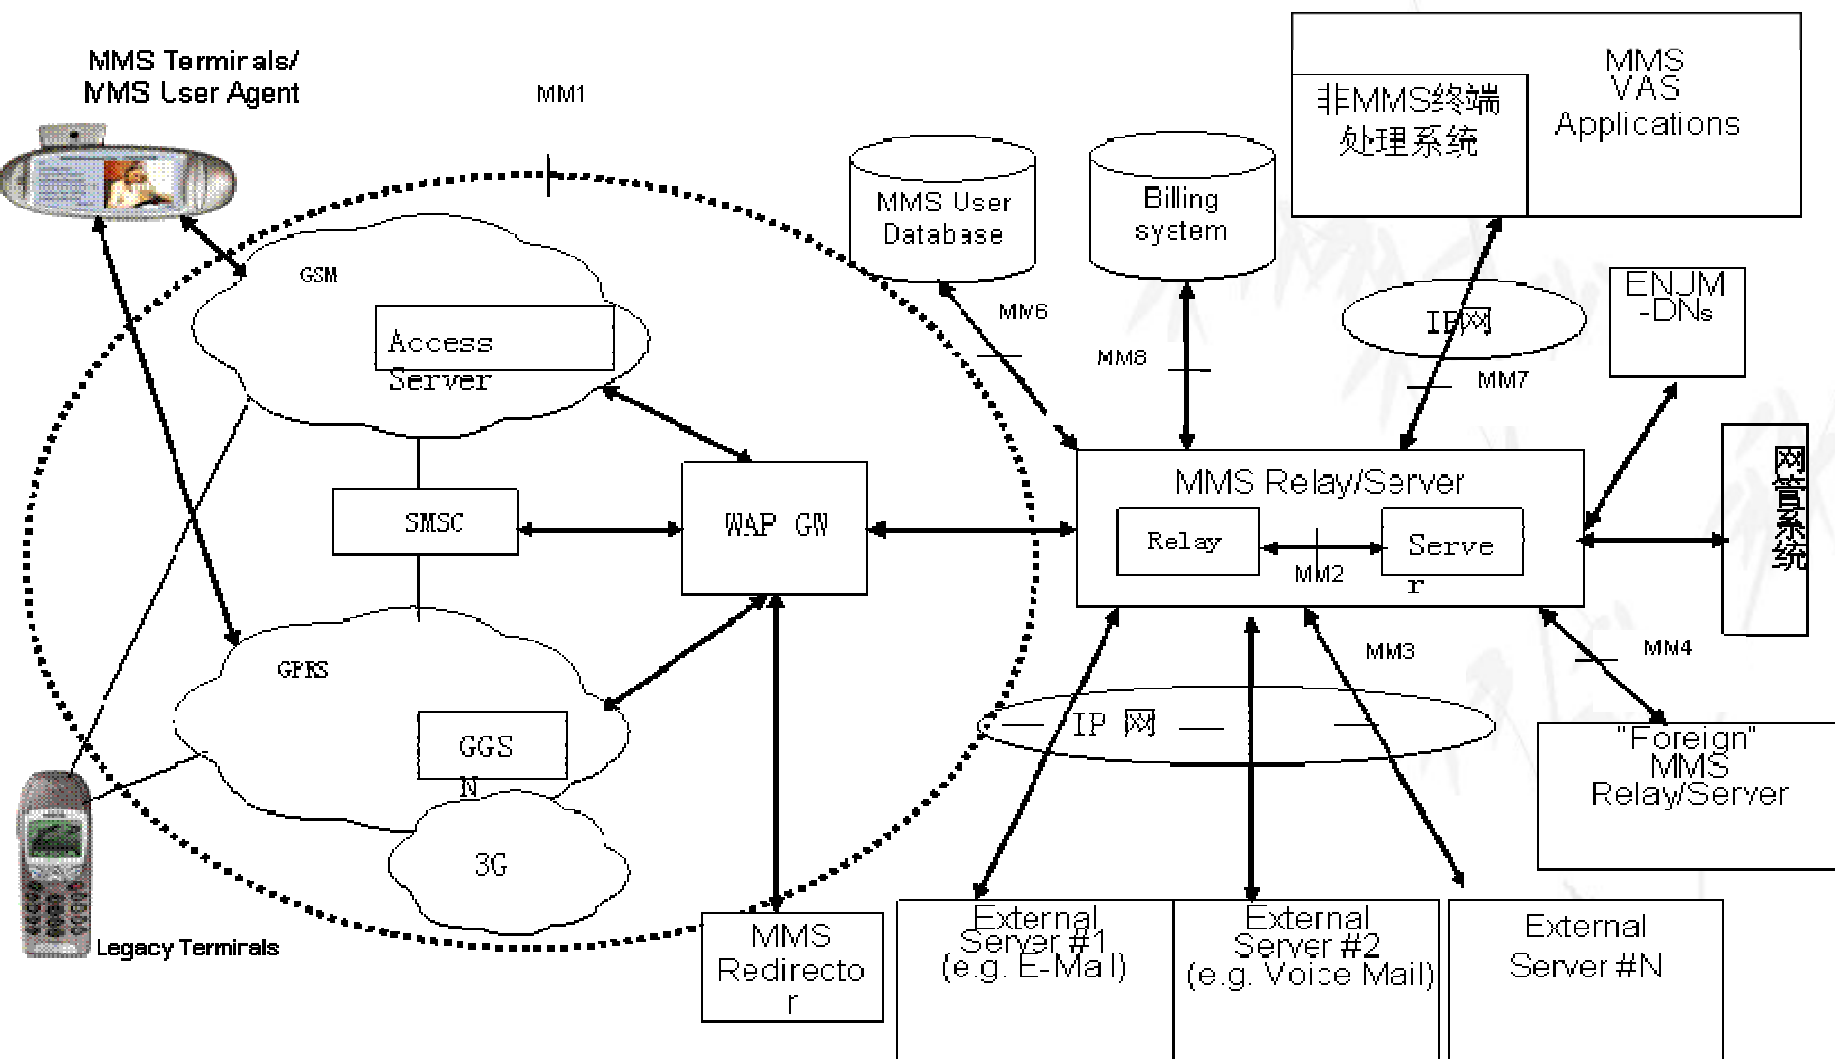 MMS Termirals/
MMS User Agent
MM1
GSM
Access
Server
SMSC
WAP GW
GPRS
GGS
N
3G
Legacy Termirals
MMS
Redirecto
r
MMS User
Database
Billing
system
MM6
MM8
非MMS终端
处理系统
MMS
VAS
Applications
IP网
MM7
ENUM
-DNs
网管系统
MMS Relay/Server
Relay
MM2
Serve
r
MM3
MM4
IP 网
"Foreign"
MMS
Relay/Server
External
Server #1
(e.g. E-Mail)
External
Server #2
(e.g. Voice Mail)
External
Server #N